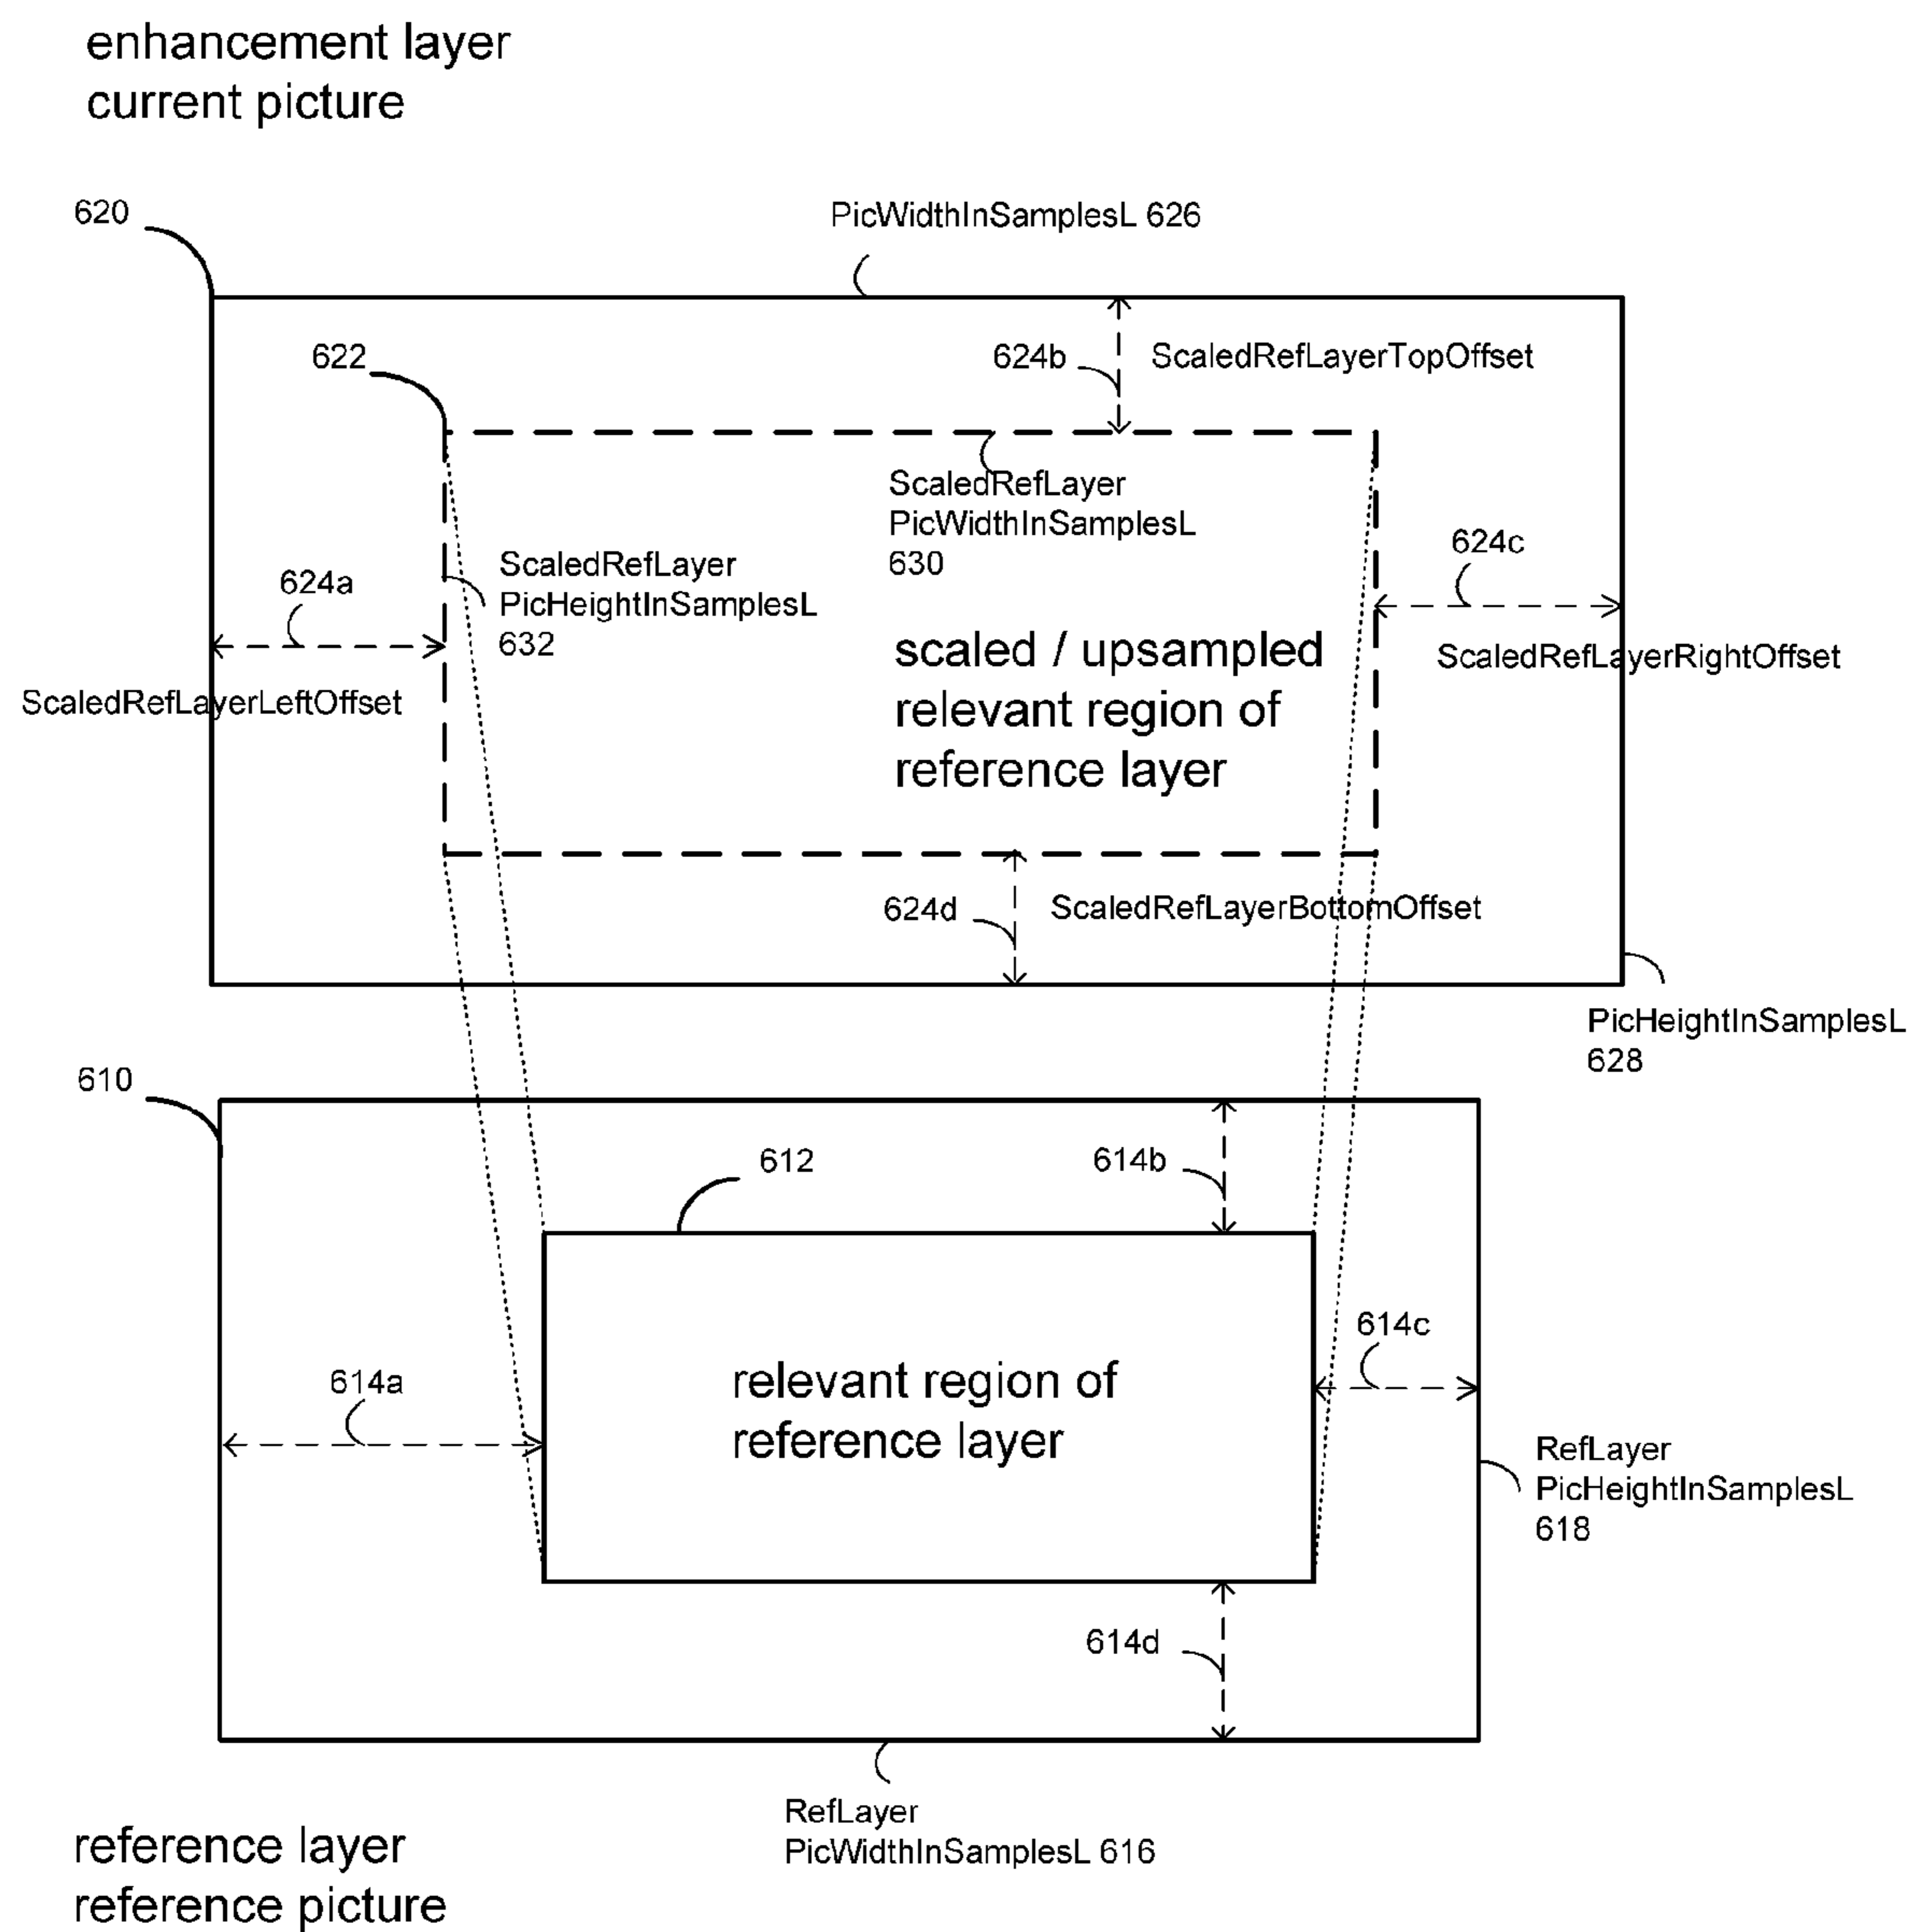 enhancement layer
current picture
620
PicWidthInSamplesL 626
622
624b
ScaledRefLayerTopOffset
ScaledRefLayer
PicWidthInSamplesL
630
624c
624a
ScaledRefLayer
PicHeightInSamplesL
632
scaled / upsampled
relevant region of
reference layer
ScaledRefLayerRightOffset
ScaledRefLayerLeftOffset
624d
ScaledRefLayerBottomOffset
PicHeightInSamplesL
628
610
612
614b
614c
614a
relevant region of
reference layer
RefLayer
PicHeightInSamplesL
618
614d
RefLayer
PicWidthInSamplesL 616
reference layer
reference picture